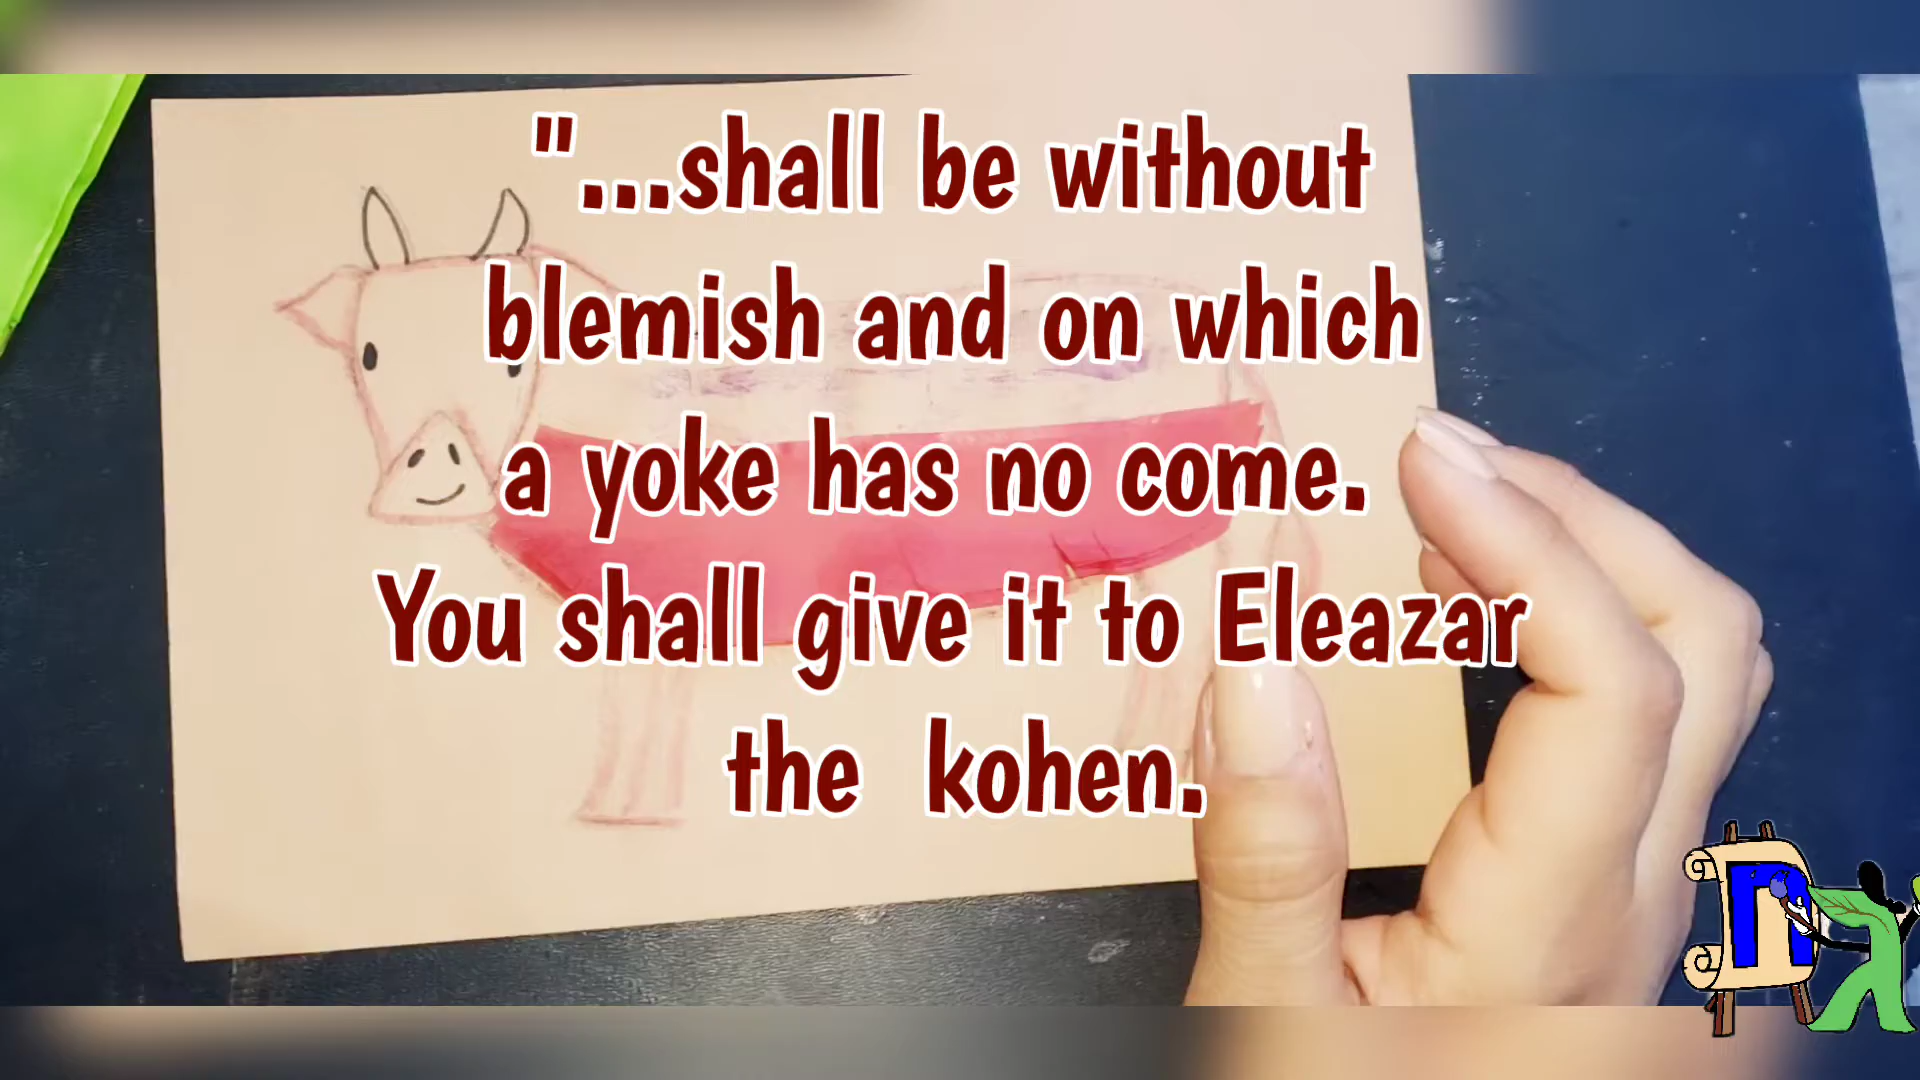 "...shall be without
blemish and on which
a yoke has no come.
You shall give it to Eleazar
the kohen.